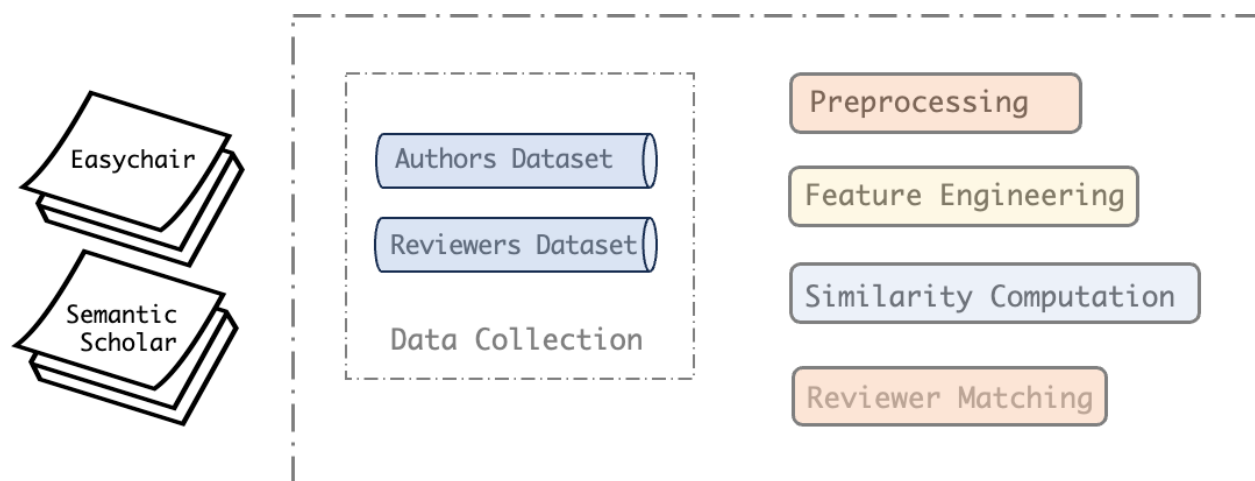 Easychair
Semantic
Scholar
Authors Dataset
Reviewers Dataset
Data Collection
Preprocessing
Feature Engineering
Similarity Computation
Reviewer Matching